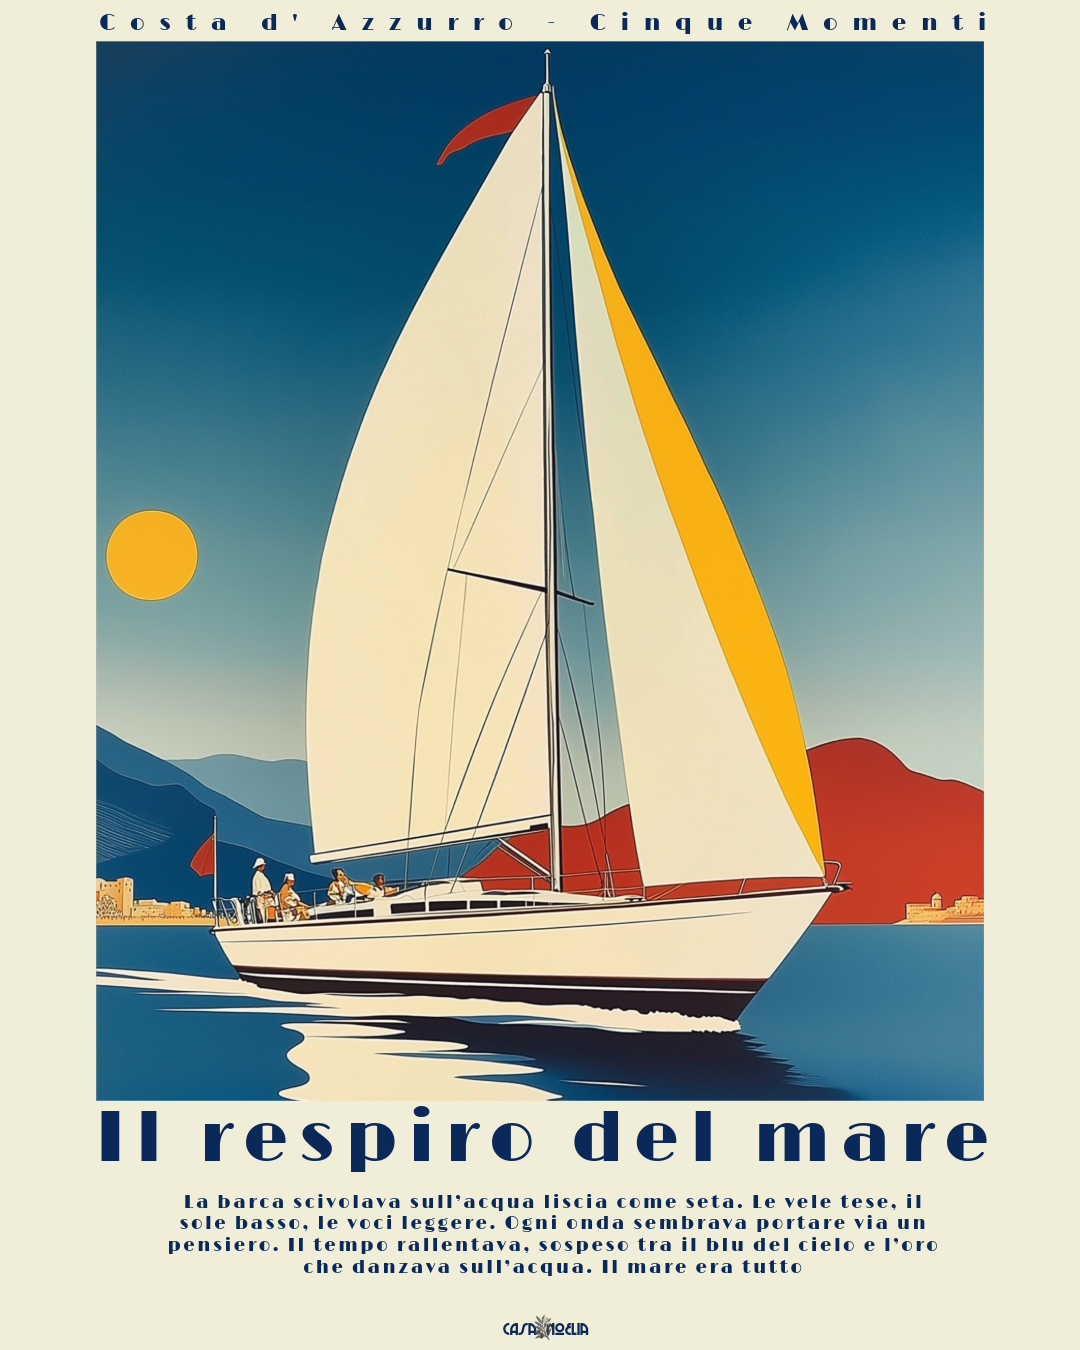 Costa d' Azzurro - Cinque Momenti
Il respiro del mare
La barca scivolava sull’acqua liscia come seta. Le vele tese, il
sole basso, le voci leggere. Ogni onda sembrava portare via un
pensiero. Il tempo rallentava, sospeso tra il blu del cielo e l’oro
che danzava sull’acqua. Il mare era tutto
CASA NOELIA